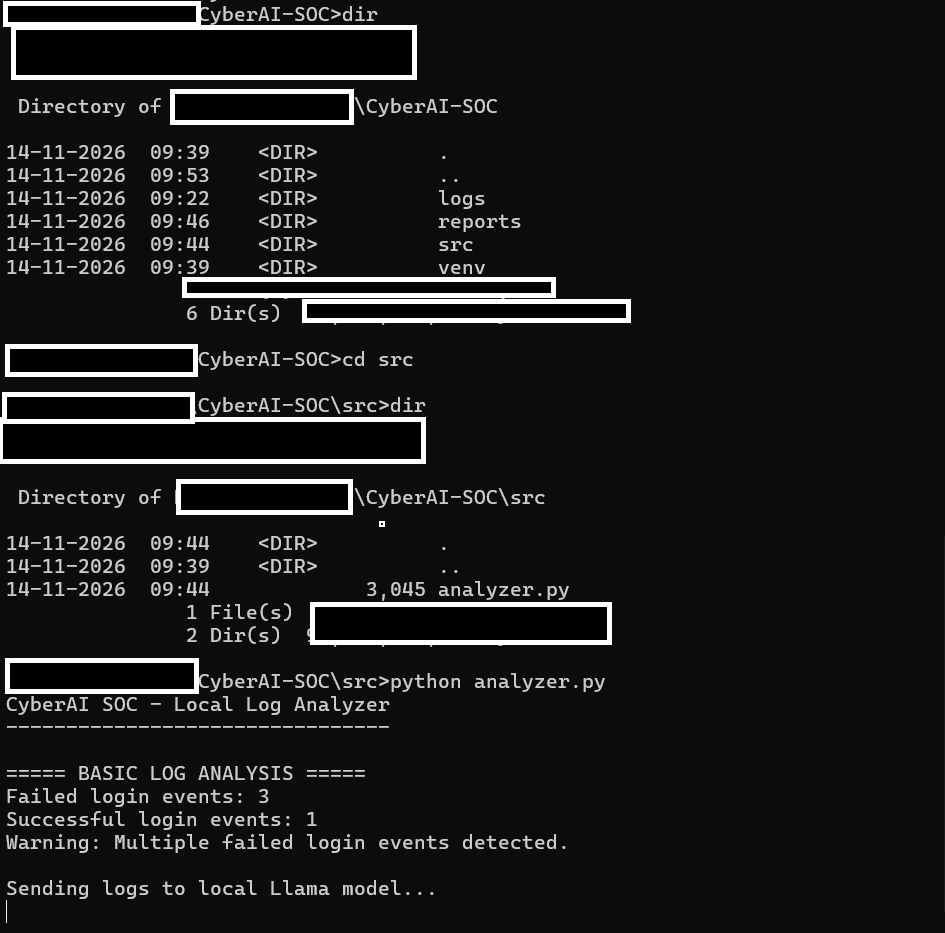 CyberAI-SOC>dir
Directory of \CyberAI-SOC
14-11-2026  09:39    <DIR>          .
14-11-2026  09:53    <DIR>          ..
14-11-2026  09:22    <DIR>          logs
14-11-2026  09:46    <DIR>          reports
14-11-2026  09:44    <DIR>          src
14-11-2026  09:39    <DIR>          venv
6 Dir(s)
CyberAI-SOC>cd src
\CyberAI-SOC\src>dir
Directory of \CyberAI-SOC\src
14-11-2026  09:44    <DIR>          .
14-11-2026  09:39    <DIR>          ..
14-11-2026  09:44             3,045 analyzer.py
1 File(s)
2 Dir(s)
CyberAI-SOC\src>python analyzer.py
CyberAI SOC - Local Log Analyzer
--------------------------------
===== BASIC LOG ANALYSIS =====
Failed login events: 3
Successful login events: 1
Warning: Multiple failed login events detected.
Sending logs to local Llama model...